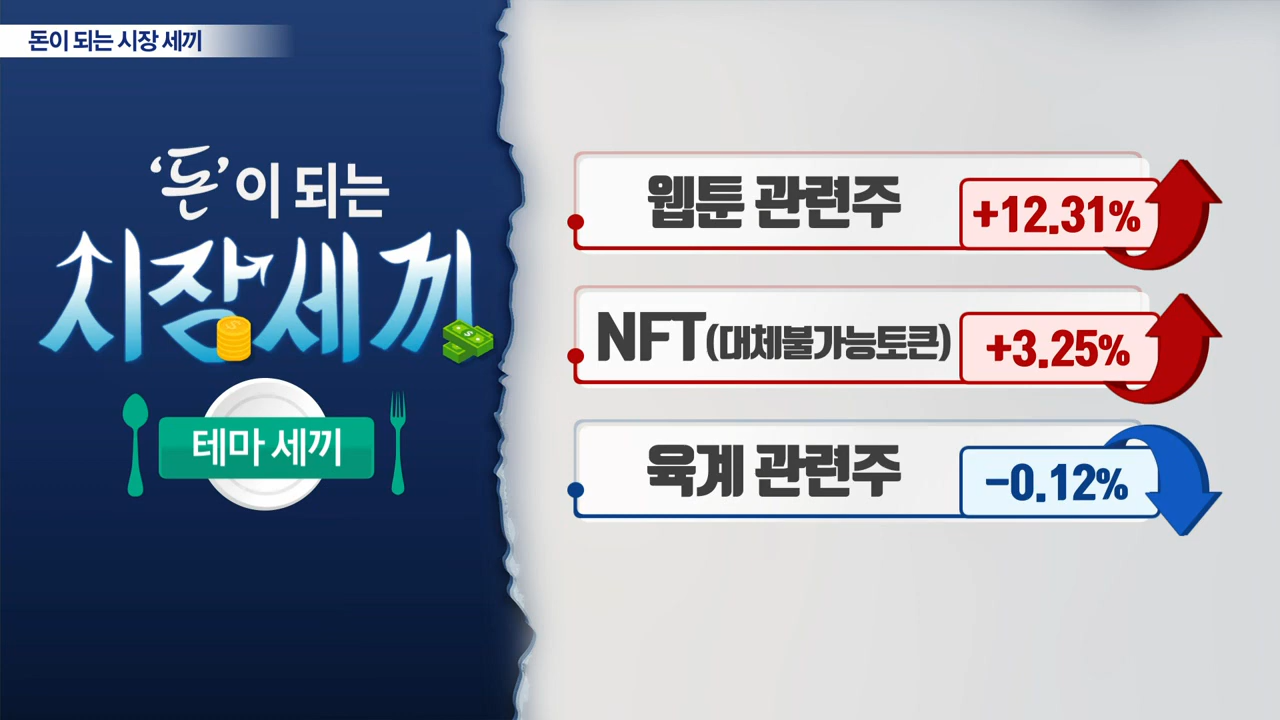 돈이 되는 시장 세끼
‘돈’이 되는
시장세끼
테마 세끼
웹툰 관련주
+12.31%
NFT(대체불가능토큰)
+3.25%
육계 관련주
-0.12%